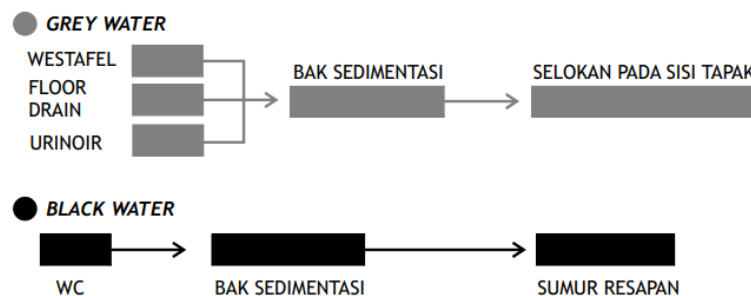 GREY WATER
WESTAFEL
FLOOR
DRAIN
URINOIR
BAK SEDIMENTASI
SELOKAN PADA SISI TAPAK
BLACK WATER
WC
BAK SEDIMENTASI
SUMUR RESAPAN